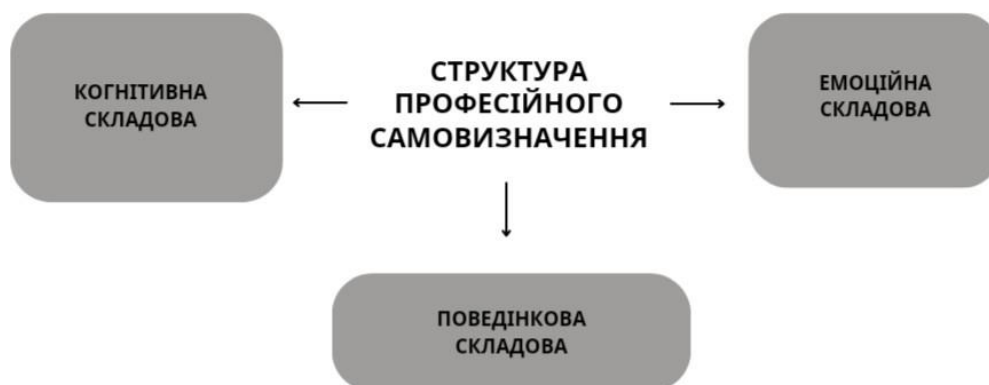 СТРУКТУРА
ПРОФЕСІЙНОГО
САМОВИЗНАЧЕННЯ
КОГНІТИВНА
СКЛАДОВА
ЕМОЦІЙНА
СКЛАДОВА
ПОВЕДІНКОВА
СКЛАДОВА